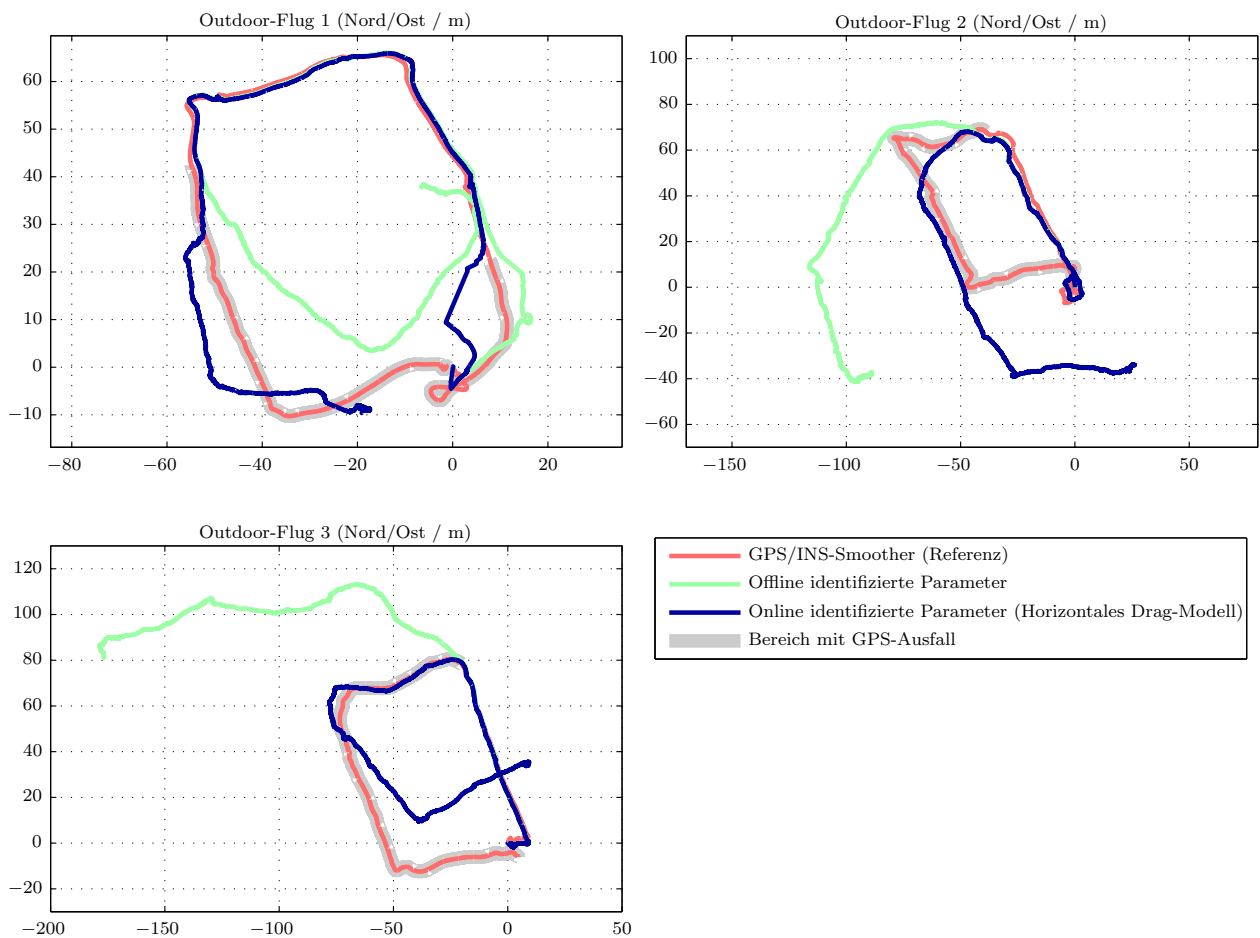 Outdoor-Flug 1 (Nord/Ost / m)
60
50
40
30
20
10
0
−10
−80 −60 −40 −20 0 20
Outdoor-Flug 2 (Nord/Ost / m)
100
80
60
40
20
0
−20
−40
−60
−150 −100 −50 0 50
Outdoor-Flug 3 (Nord/Ost / m)
120
100
80
60
40
20
0
−20
−200 −150 −100 −50 0 50
GPS/INS-Smoother (Referenz)
Offline identifizierte Parameter
Online identifizierte Parameter (Horizontales Drag-Modell)
Bereich mit GPS-Ausfall